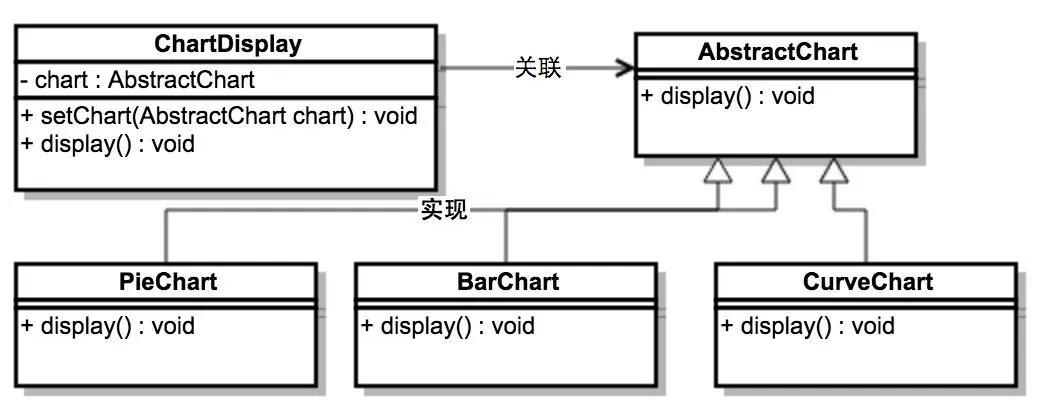 ChartDisplay
- chart : AbstractChart
+ setChart(AbstractChart chart) : void
+ display() : void
关联
AbstractChart
+ display() : void
实现
PieChart
+ display() : void
BarChart
+ display() : void
CurveChart
+ display() : void